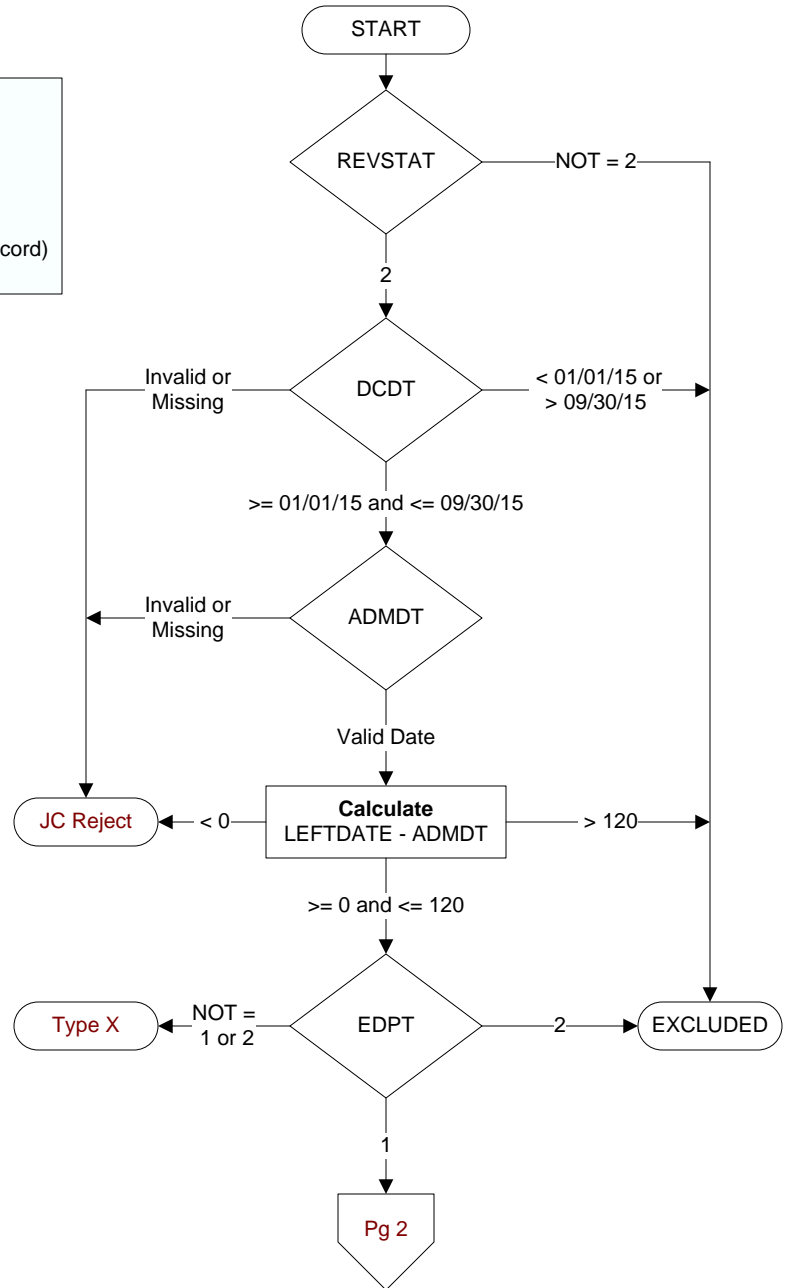 START
REVSTAT
NOT = 2
2
cord)
Invalid or
Missing
DCDT
< 01/01/15 or
> 09/30/15
>= 01/01/15 and <= 09/30/15
Invalid or
Missing
ADMDT
Valid Date
JC Reject
< 0
Calculate
LEFTDATE - ADMDT
> 120
>= 0 and <= 120
Type X
NOT =
1 or 2
EDPT
2
EXCLUDED
1
Pg 2